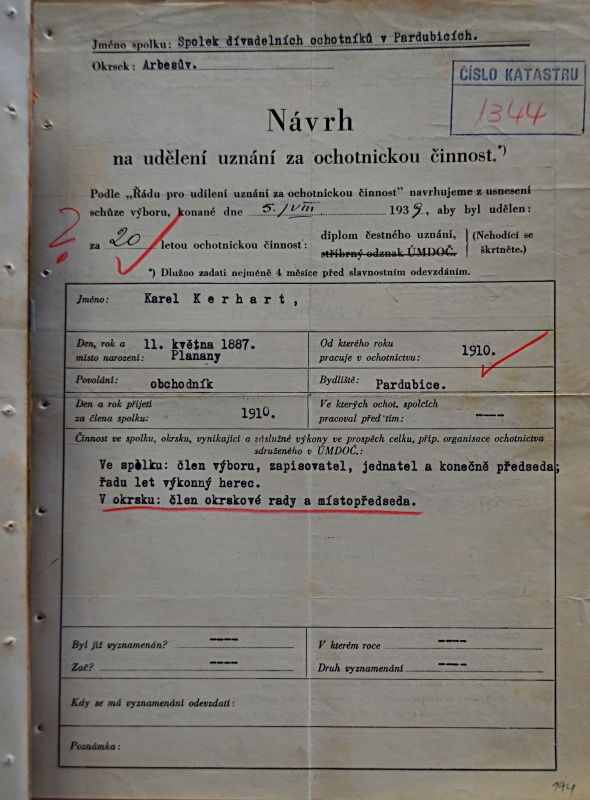 Jméno spolku: Spolek dívadelních ochotníků v Pardubicích.
Okrsek: Arbesův.
ČÍSLO KATASTRU
1344
Návrh
na udělení uznání za ochotnickou činnost.*)
Podle „Řádu pro udílení uznání za ochotnickou činnost" navrhujeme z usnesení
schůze výboru, konané dne 5./VIII 1939, aby byl udělen:
?
za 20 letou ochotnickou činnost: diplom čestného uznání, stříbrný odznak ÚMDOČ. (Nehodící se škrtněte.)
*) Dlužno zadati nejméně 4 měsíce před slavnostním odevzdáním.
Jméno: Karel Kerhart,
Den, rok a místo narození: 11. května 1887. Planany
Od kterého roku pracuje v ochotnictvu: 1910.
Povolání: obchodník
Bydliště: Pardubice.
Den a rok přijetí za člena spolku: 1910.
Ve kterých ochot. spolcích pracoval před tím: ----
Činnost ve spolku, okrsku, vynikající a záslužné výkony ve prospěch celku, příp. organisace ochotnictva
sdruženého v ÚMDOČ.:
Ve spolku: člen výboru, zapisovatel, jednatel a konečně předseda;
řadu let výkonný herec.
V okrsku: člen okrskové rady a místopředseda.
Byl již vyznamenán? ----
V kterém roce ----
Zač? ----
Druh vyznamenání ----
Kdy se má vyznamenání odevzdati:
Poznámka:
194